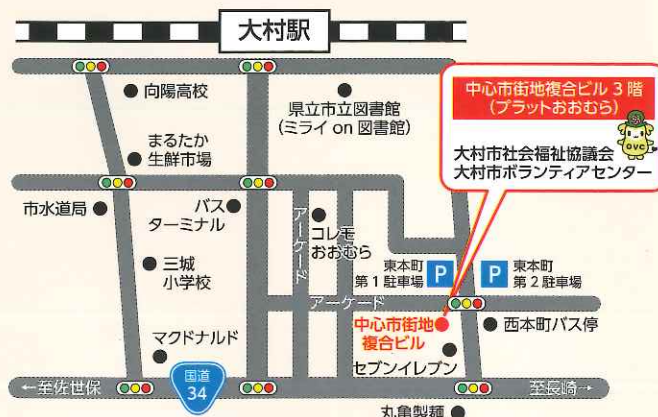 大村駅
向陽高校
県立市立図書館
（ミライ on 図書館）
中心市街地複合ビル 3 階
（プラットおおむら）
OVC
大村市社会福祉協議会
大村市ボランティアセンター
まるたか
生鮮市場
市水道局
バス
ターミナル
アーケード
コレモ
おおむら
三城
小学校
東本町
第1駐車場
P
P
東本町
第2駐車場
アーケード
中心市街地
複合ビル
西本町バス停
マクドナルド
セブンイレブン
←至佐世保
国道
34
至長崎→
丸亀製麺